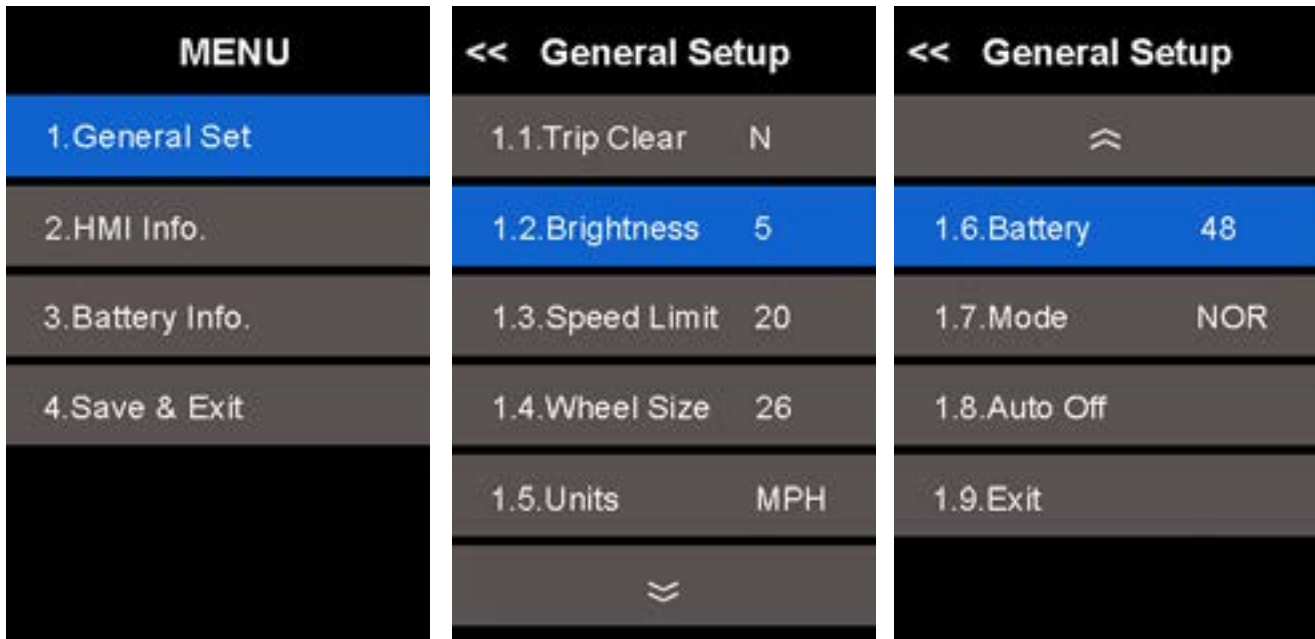 MENU
1.General Set
2.HMI Info.
3.Battery Info.
4.Save & Exit
<< General Setup
1.1.Trip Clear N
1.2.Brightness 5
1.3.Speed Limit 20
1.4.Wheel Size 26
1.5.Units MPH
<< General Setup
1.6.Battery 48
1.7.Mode NOR
1.8.Auto Off
1.9.Exit